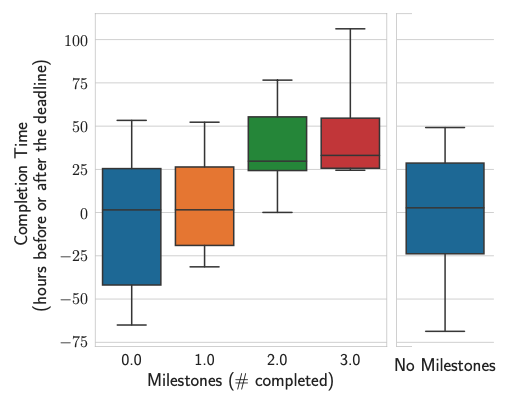 Completion Time
(hours before or after the deadline)
100
75
50
25
0
−25
−50
−75
0.0 1.0 2.0 3.0
Milestones (# completed)
No Milestones